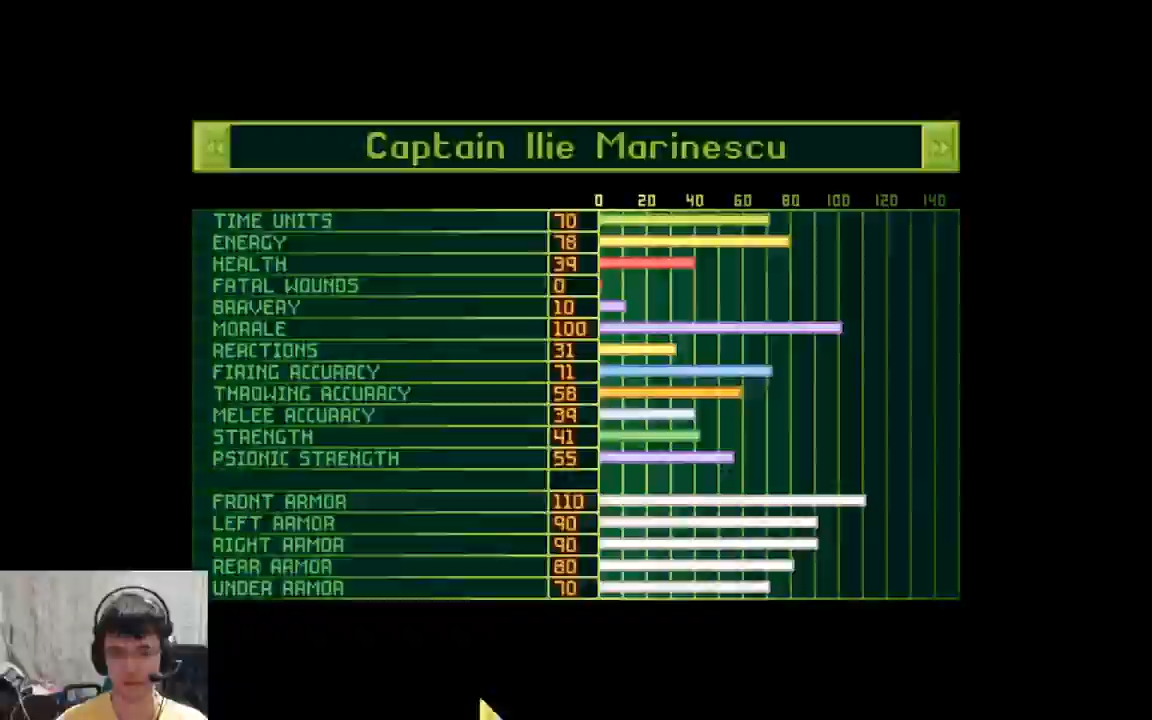 Captain Ilie Marinescu
0 20 40 60 80 100 120 140
TIME UNITS 70
ENERGY 78
HEALTH 39
FATAL WOUNDS 0
BRAVERY 10
MORALE 100
REACTIONS 31
FIRING ACCURACY 71
THROWING ACCURACY 58
MELEE ACCURACY 39
STRENGTH 41
PSIONIC STRENGTH 55
FRONT ARMOR 110
LEFT ARMOR 90
RIGHT ARMOR 90
REAR ARMOR 80
UNDER ARMOR 70